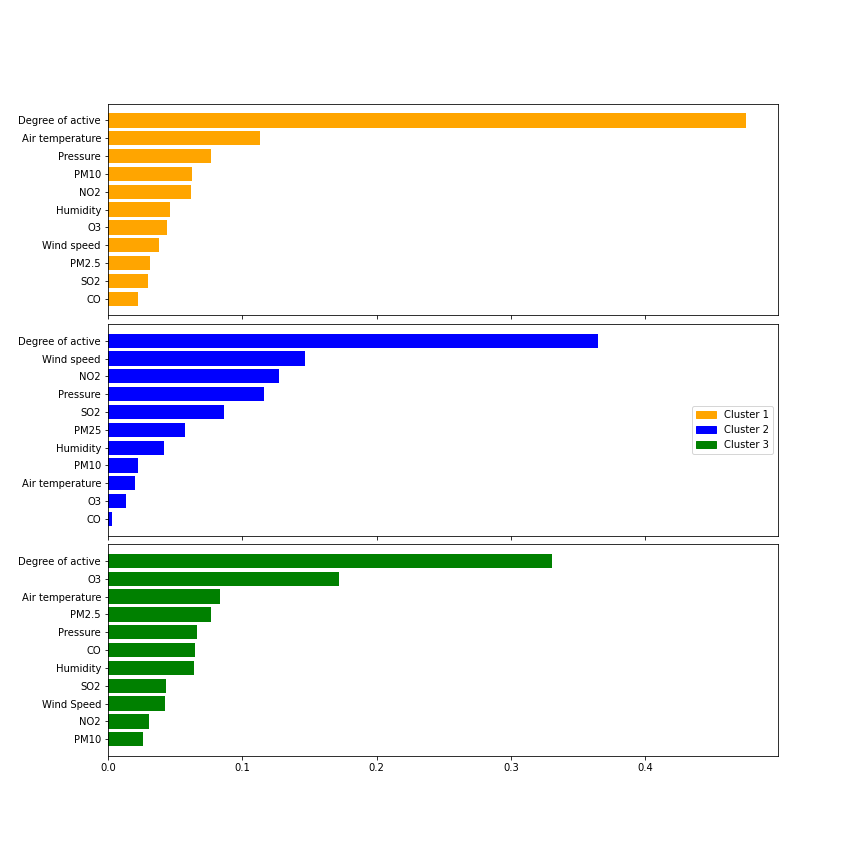 Degree of active
Air temperature
Pressure
PM10
NO2
Humidity
O3
Wind speed
PM2.5
SO2
CO
Degree of active
Wind speed
NO2
Pressure
SO2
PM25
Humidity
PM10
Air temperature
O3
CO
Cluster 1
Cluster 2
Cluster 3
Degree of active
O3
Air temperature
PM2.5
Pressure
CO
Humidity
SO2
Wind Speed
NO2
PM10
0.0 0.1 0.2 0.3 0.4